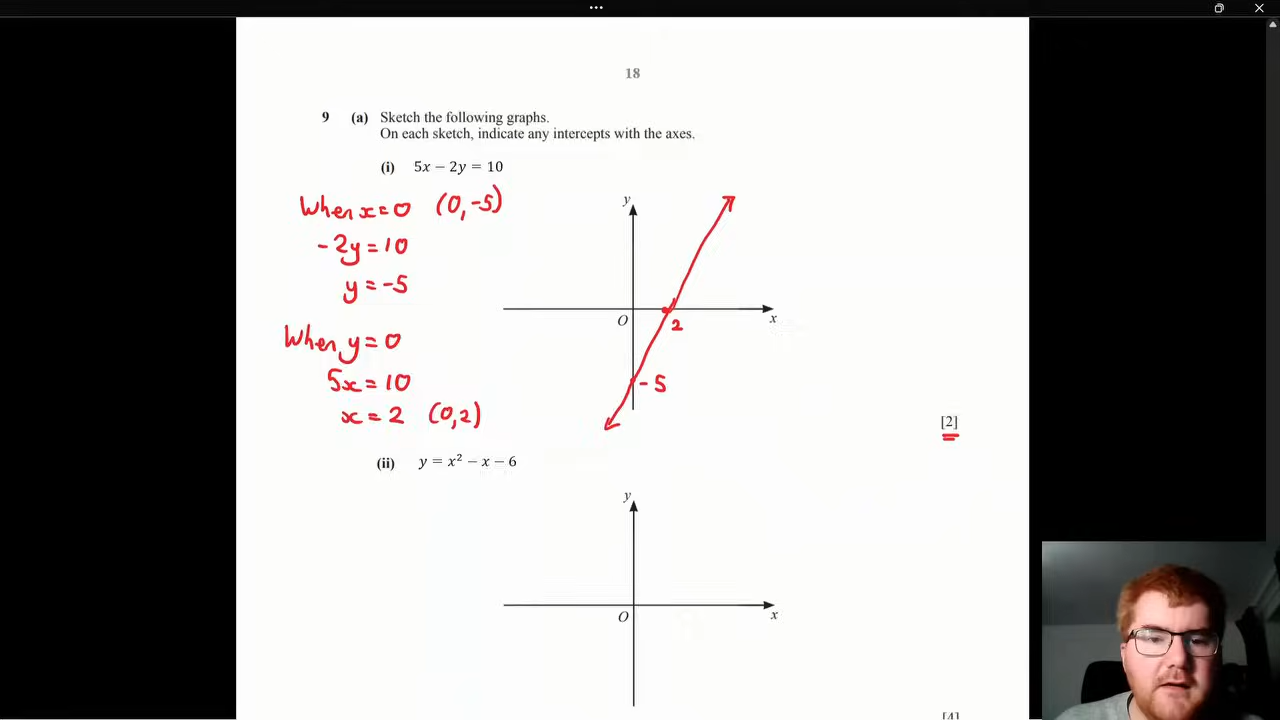 18
9 (a) Sketch the following graphs.
On each sketch, indicate any intercepts with the axes.
(i) 5x − 2y = 10
When x=0 (0,-5)
-2y=10
y=-5
When y=0
5x=10
x=2 (0,2)
y
O
2
x
-5
[2]
(ii) y = x² − x − 6
y
O
x
[4]